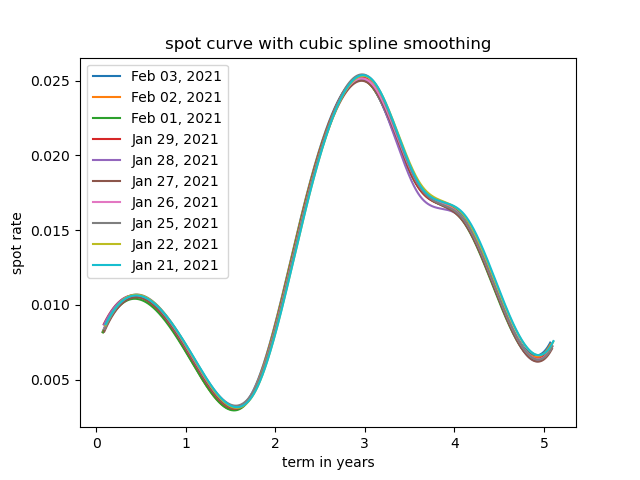 spot curve with cubic spline smoothing
0.025
0.020
0.015
0.010
0.005
spot rate
Feb 03, 2021
Feb 02, 2021
Feb 01, 2021
Jan 29, 2021
Jan 28, 2021
Jan 27, 2021
Jan 26, 2021
Jan 25, 2021
Jan 22, 2021
Jan 21, 2021
0 1 2 3 4 5
term in years